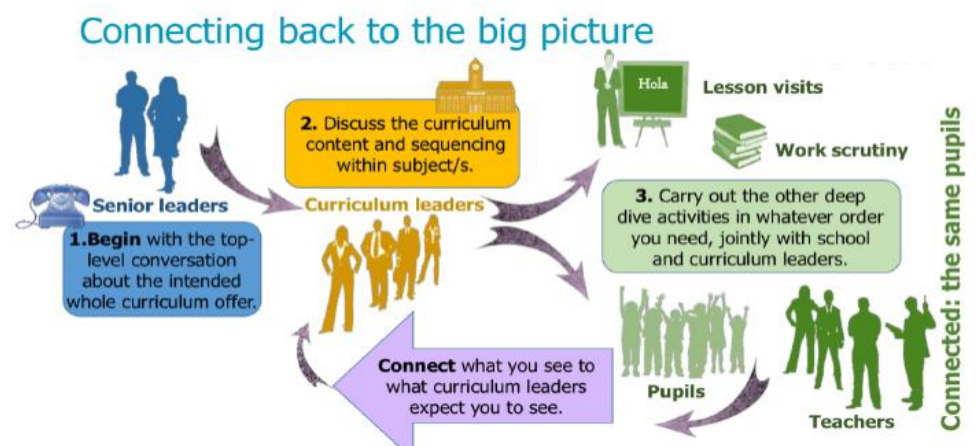 Connecting back to the big picture
Senior leaders
1.Begin with the top-
level conversation
about the intended
whole curriculum offer.
2. Discuss the curriculum
content and sequencing
within subject/s.
Curriculum leaders
Hola
Lesson visits
Work scrutiny
3. Carry out the other deep
dive activities in whatever order
you need, jointly with school
and curriculum leaders.
Pupils
Teachers
Connect what you see to
what curriculum leaders
expect you to see.
Connected: the same pupils